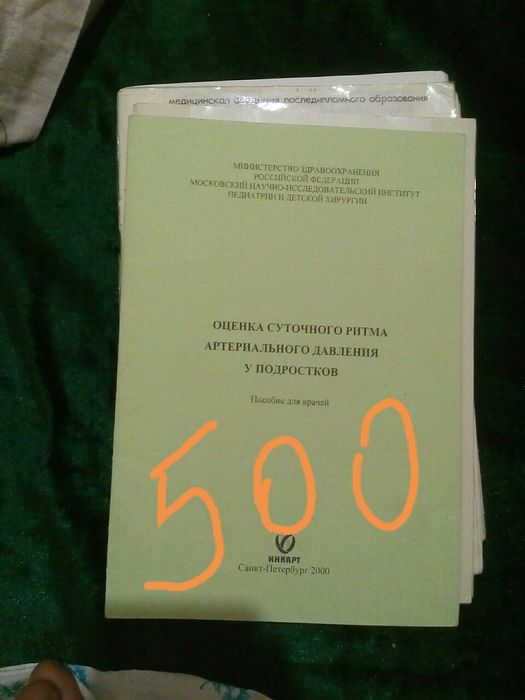 медицинская академия последипломного образования
МИНИСТЕРСТВО ЗДРАВООХРАНЕНИЯ
РОССИЙСКОЙ ФЕДЕРАЦИИ
МОСКОВСКИЙ НАУЧНО-ИССЛЕДОВАТЕЛЬСКИЙ ИНСТИТУТ
ПЕДИАТРИИ И ДЕТСКОЙ ХИРУРГИИ
ОЦЕНКА СУТОЧНОГО РИТМА
АРТЕРИАЛЬНОГО ДАВЛЕНИЯ
У ПОДРОСТКОВ
Пособие для врачей
500
ИНКАРТ
Санкт-Петербург 2000